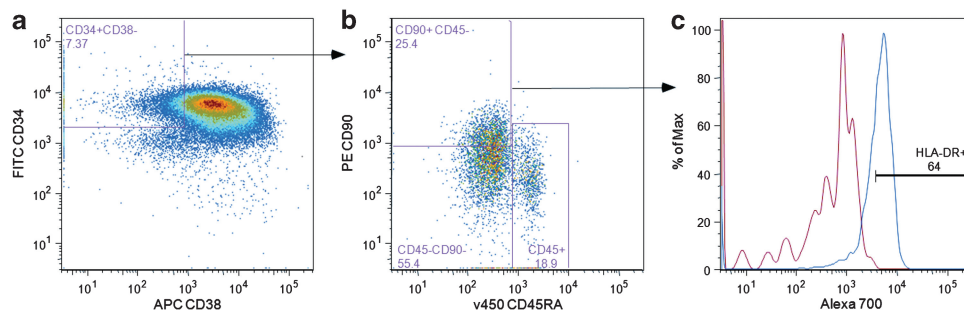 a
CD34+CD38-
7.37
10^5
10^4
10^3
10^2
10^1
FITC CD34
10^1 10^2 10^3 10^4 10^5
APC CD38
b
CD90+ CD45-
25.4
10^5
10^4
10^3
10^2
10^1
PE CD90
CD45-CD90-
55.4
CD45+
18.9
10^1 10^2 10^3 10^4 10^5
v450 CD45RA
c
100
80
60
40
20
0
% of Max
HLA-DR+
64
10^1 10^2 10^3 10^4 10^5
Alexa 700